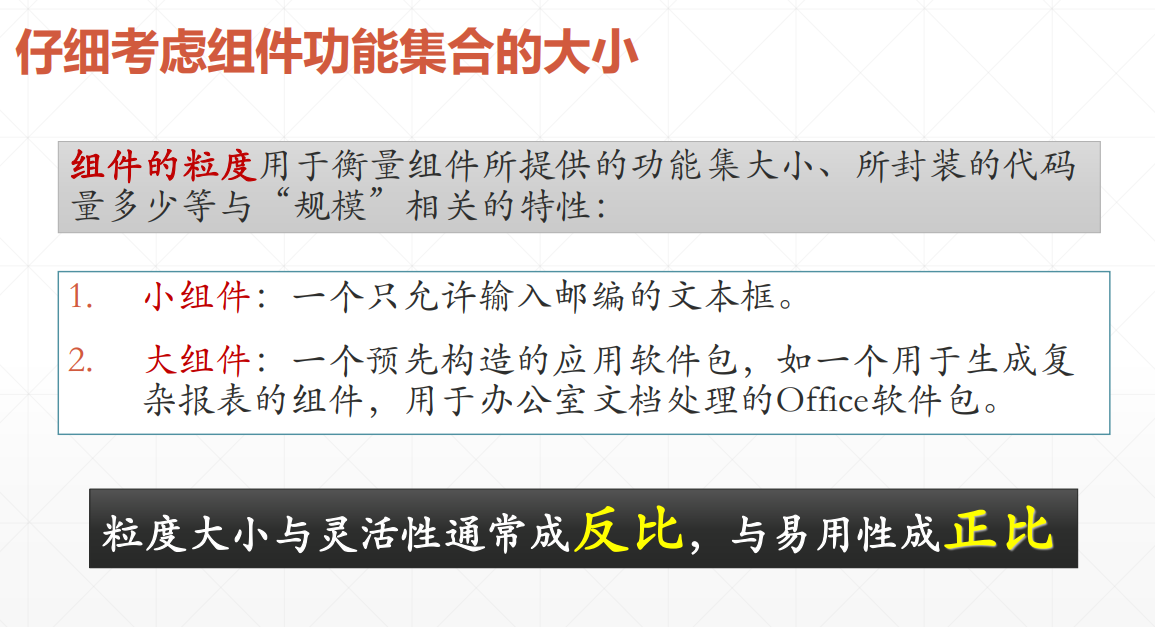 仔细考虑组件功能集合的大小
组件的粒度用于衡量组件所提供的功能集大小、所封装的代码
量多少等与“规模”相关的特性：
1. 小组件：一个只允许输入邮编的文本框。
2. 大组件：一个预先构造的应用软件包，如一个用于生成复
杂报表的组件，用于办公室文档处理的Office软件包。
粒度大小与灵活性通常成反比，与易用性成正比